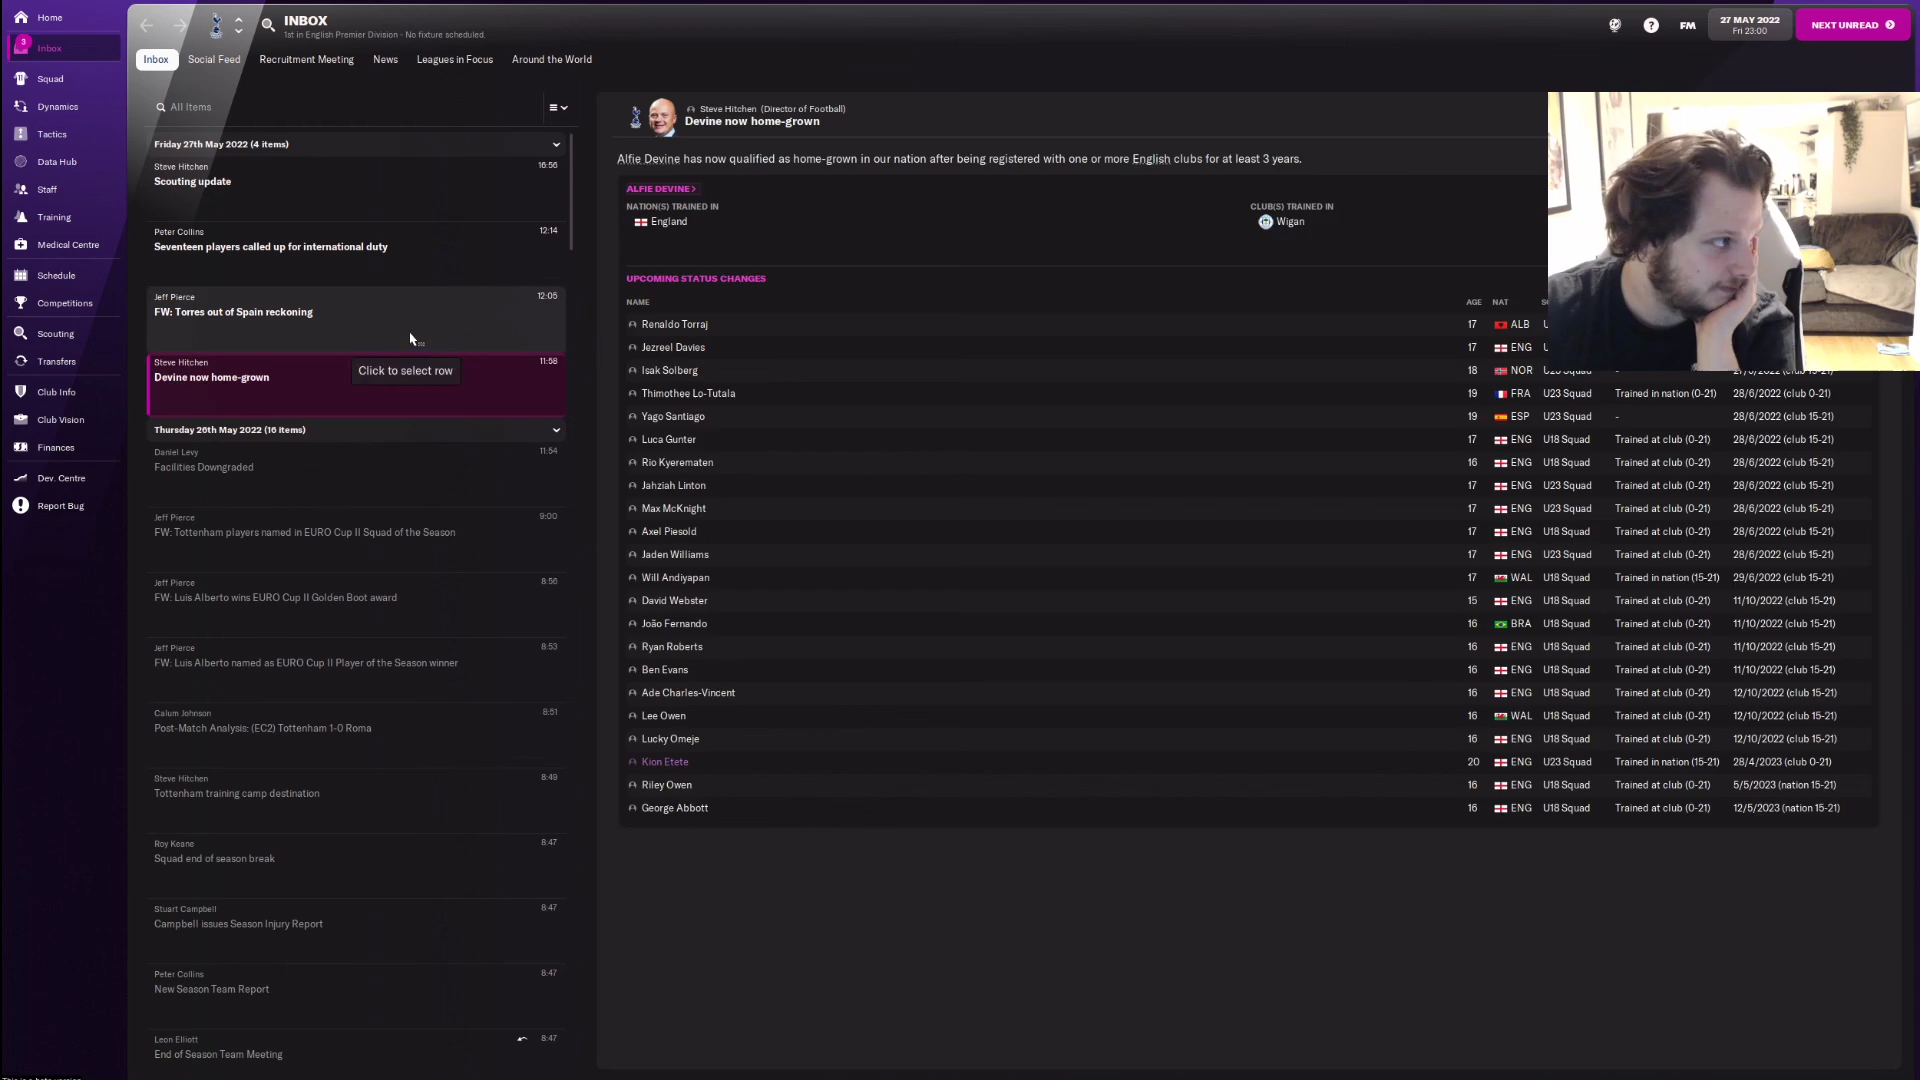 Home
INBOX
1st in English Premier Division - No fixture scheduled.
FM
27 MAY 2022
Fri 23:00
NEXT UNREAD
3
Inbox
Squad
Dynamics
Tactics
Data Hub
Staff
Training
Medical Centre
Schedule
Competitions
Scouting
Transfers
Club Info
Club Vision
Finances
Dev. Centre
Report Bug
Inbox Social Feed Recruitment Meeting News Leagues in Focus Around the World
All Items
Friday 27th May 2022 (4 items)
Steve Hitchen 16:56
Scouting update
Peter Collins 12:14
Seventeen players called up for international duty
Jeff Pierce 12:05
FW: Torres out of Spain reckoning
Steve Hitchen 11:58
Devine now home-grown
Click to select row
Thursday 26th May 2022 (16 items)
Daniel Levy 11:54
Facilities Downgraded
Jeff Pierce 9:00
FW: Tottenham players named in EURO Cup II Squad of the Season
Jeff Pierce 8:56
FW: Luis Alberto wins EURO Cup II Golden Boot award
Jeff Pierce 8:53
FW: Luis Alberto named as EURO Cup II Player of the Season winner
Calum Johnson 8:51
Post-Match Analysis: (EC2) Tottenham 1-0 Roma
Steve Hitchen 8:49
Tottenham training camp destination
Roy Keane 8:47
Squad end of season break
Stuart Campbell 8:47
Campbell issues Season Injury Report
Peter Collins 8:47
New Season Team Report
Leon Elliott 8:47
End of Season Team Meeting
Steve Hitchen (Director of Football)
Devine now home-grown
Alfie Devine has now qualified as home-grown in our nation after being registered with one or more English clubs for at least 3 years.
ALFIE DEVINE >
NATION(S) TRAINED IN CLUB(S) TRAINED IN
England Wigan
UPCOMING STATUS CHANGES
NAME AGE NAT
Renaldo Torraj 17 ALB
Jezreel Davies 17 ENG
Isak Solberg 18 NOR U23 Squad -
Thimothee Lo-Tutala 19 FRA U23 Squad Trained in nation (0-21) 28/6/2022 (club 0-21)
Yago Santiago 19 ESP U23 Squad - 28/6/2022 (club 15-21)
Luca Gunter 17 ENG U18 Squad Trained at club (0-21) 28/6/2022 (club 15-21)
Rio Kyerematen 16 ENG U18 Squad Trained at club (0-21) 28/6/2022 (club 15-21)
Jahziah Linton 17 ENG U23 Squad Trained at club (0-21) 28/6/2022 (club 15-21)
Max McKnight 17 ENG U23 Squad Trained at club (0-21) 28/6/2022 (club 15-21)
Axel Piesold 17 ENG U18 Squad Trained at club (0-21) 28/6/2022 (club 15-21)
Jaden Williams 17 ENG U23 Squad Trained at club (0-21) 28/6/2022 (club 15-21)
Will Andiyapan 17 WAL U18 Squad Trained in nation (15-21) 29/6/2022 (club 15-21)
David Webster 15 ENG U18 Squad Trained at club (0-21) 11/10/2022 (club 15-21)
João Fernando 16 BRA U18 Squad Trained at club (0-21) 11/10/2022 (club 15-21)
Ryan Roberts 16 ENG U18 Squad Trained at club (0-21) 11/10/2022 (club 15-21)
Ben Evans 16 ENG U18 Squad Trained at club (0-21) 11/10/2022 (club 15-21)
Ade Charles-Vincent 16 ENG U18 Squad Trained at club (0-21) 12/10/2022 (club 15-21)
Lee Owen 16 WAL U18 Squad Trained at club (0-21) 12/10/2022 (club 15-21)
Lucky Omeje 16 ENG U18 Squad Trained at club (0-21) 12/10/2022 (club 15-21)
Kion Etete 20 ENG U23 Squad Trained in nation (15-21) 28/4/2023 (club 0-21)
Riley Owen 16 ENG U18 Squad Trained at club (0-21) 5/5/2023 (nation 15-21)
George Abbott 16 ENG U18 Squad Trained at club (0-21) 12/5/2023 (nation 15-21)